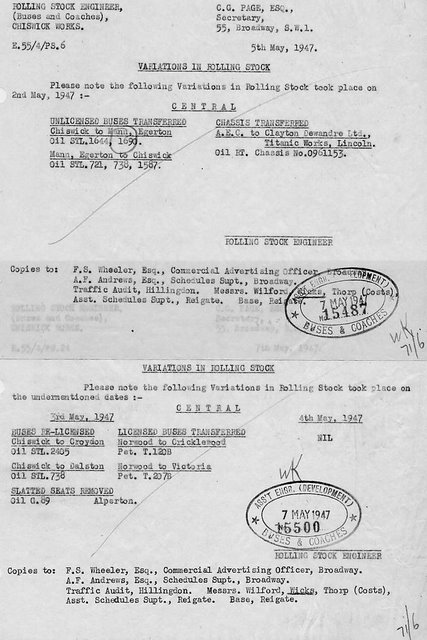 ROLLING STOCK ENGINEER,
(Buses and Coaches),
CHISWICK WORKS.
C.G. PAGE, ESQ.,
Secretary,
55, Broadway, S.W.1.
R.55/4/PS.6
5th May, 1947.
VARIATIONS IN ROLLING STOCK
Please note the following Variations in Rolling Stock took place on
2nd May, 1947 :-
CENTRAL
UNLICENSED BUSES TRANSFERRED
Chiswick to Mann, Egerton
Oil STL.1644, 1690.
Mann, Egerton to Chiswick
Oil STL.721, 738, 1587.
CHASSIS TRANSFERRED
A.E.C. to Clayton Dewandre Ltd.,
Titanic Works, Lincoln.
Oil RT. Chassis No.0961153.
ROLLING STOCK ENGINEER
Copies to: F.S. Wheeler, Esq., Commercial Advertising Officer, Broadway.
A.F. Andrews, Esq., Schedules Supt., Broadway.
Traffic Audit, Hillingdon. Messrs. Wilford, Wicks, Thorp (Costs),
Asst. Schedules Supt., Reigate. Base, Reigate.
ASST ENGR. (DEVELOPMENT)
7 MAY 1947
15487
BUSES & COACHES
WK
71/6
7th May, 1947.
VARIATIONS IN ROLLING STOCK
Please note the following Variations in Rolling Stock took place on
the undermentioned dates :-
CENTRAL
3rd May, 1947
4th May, 1947
BUSES RE-LICENSED
Chiswick to Croydon
Oil STL.2405
Chiswick to Dalston
Oil STL.738
LICENSED BUSES TRANSFERRED
Norwood to Cricklewood
Pet. T.120B
Norwood to Victoria
Pet. T.207B
NIL
SLATTED SEATS REMOVED
Oil G.89 Alperton.
WK
ASST ENGR. (DEVELOPMENT)
7 MAY 1947
15500
BUSES & COACHES
ROLLING STOCK ENGINEER
Copies to: F.S. Wheeler, Esq., Commercial Advertising Officer, Broadway.
A.F. Andrews, Esq., Schedules Supt., Broadway.
Traffic Audit, Hillingdon. Messrs. Wilford, Wicks, Thorp (Costs),
Asst. Schedules Supt., Reigate. Base, Reigate.
71/6